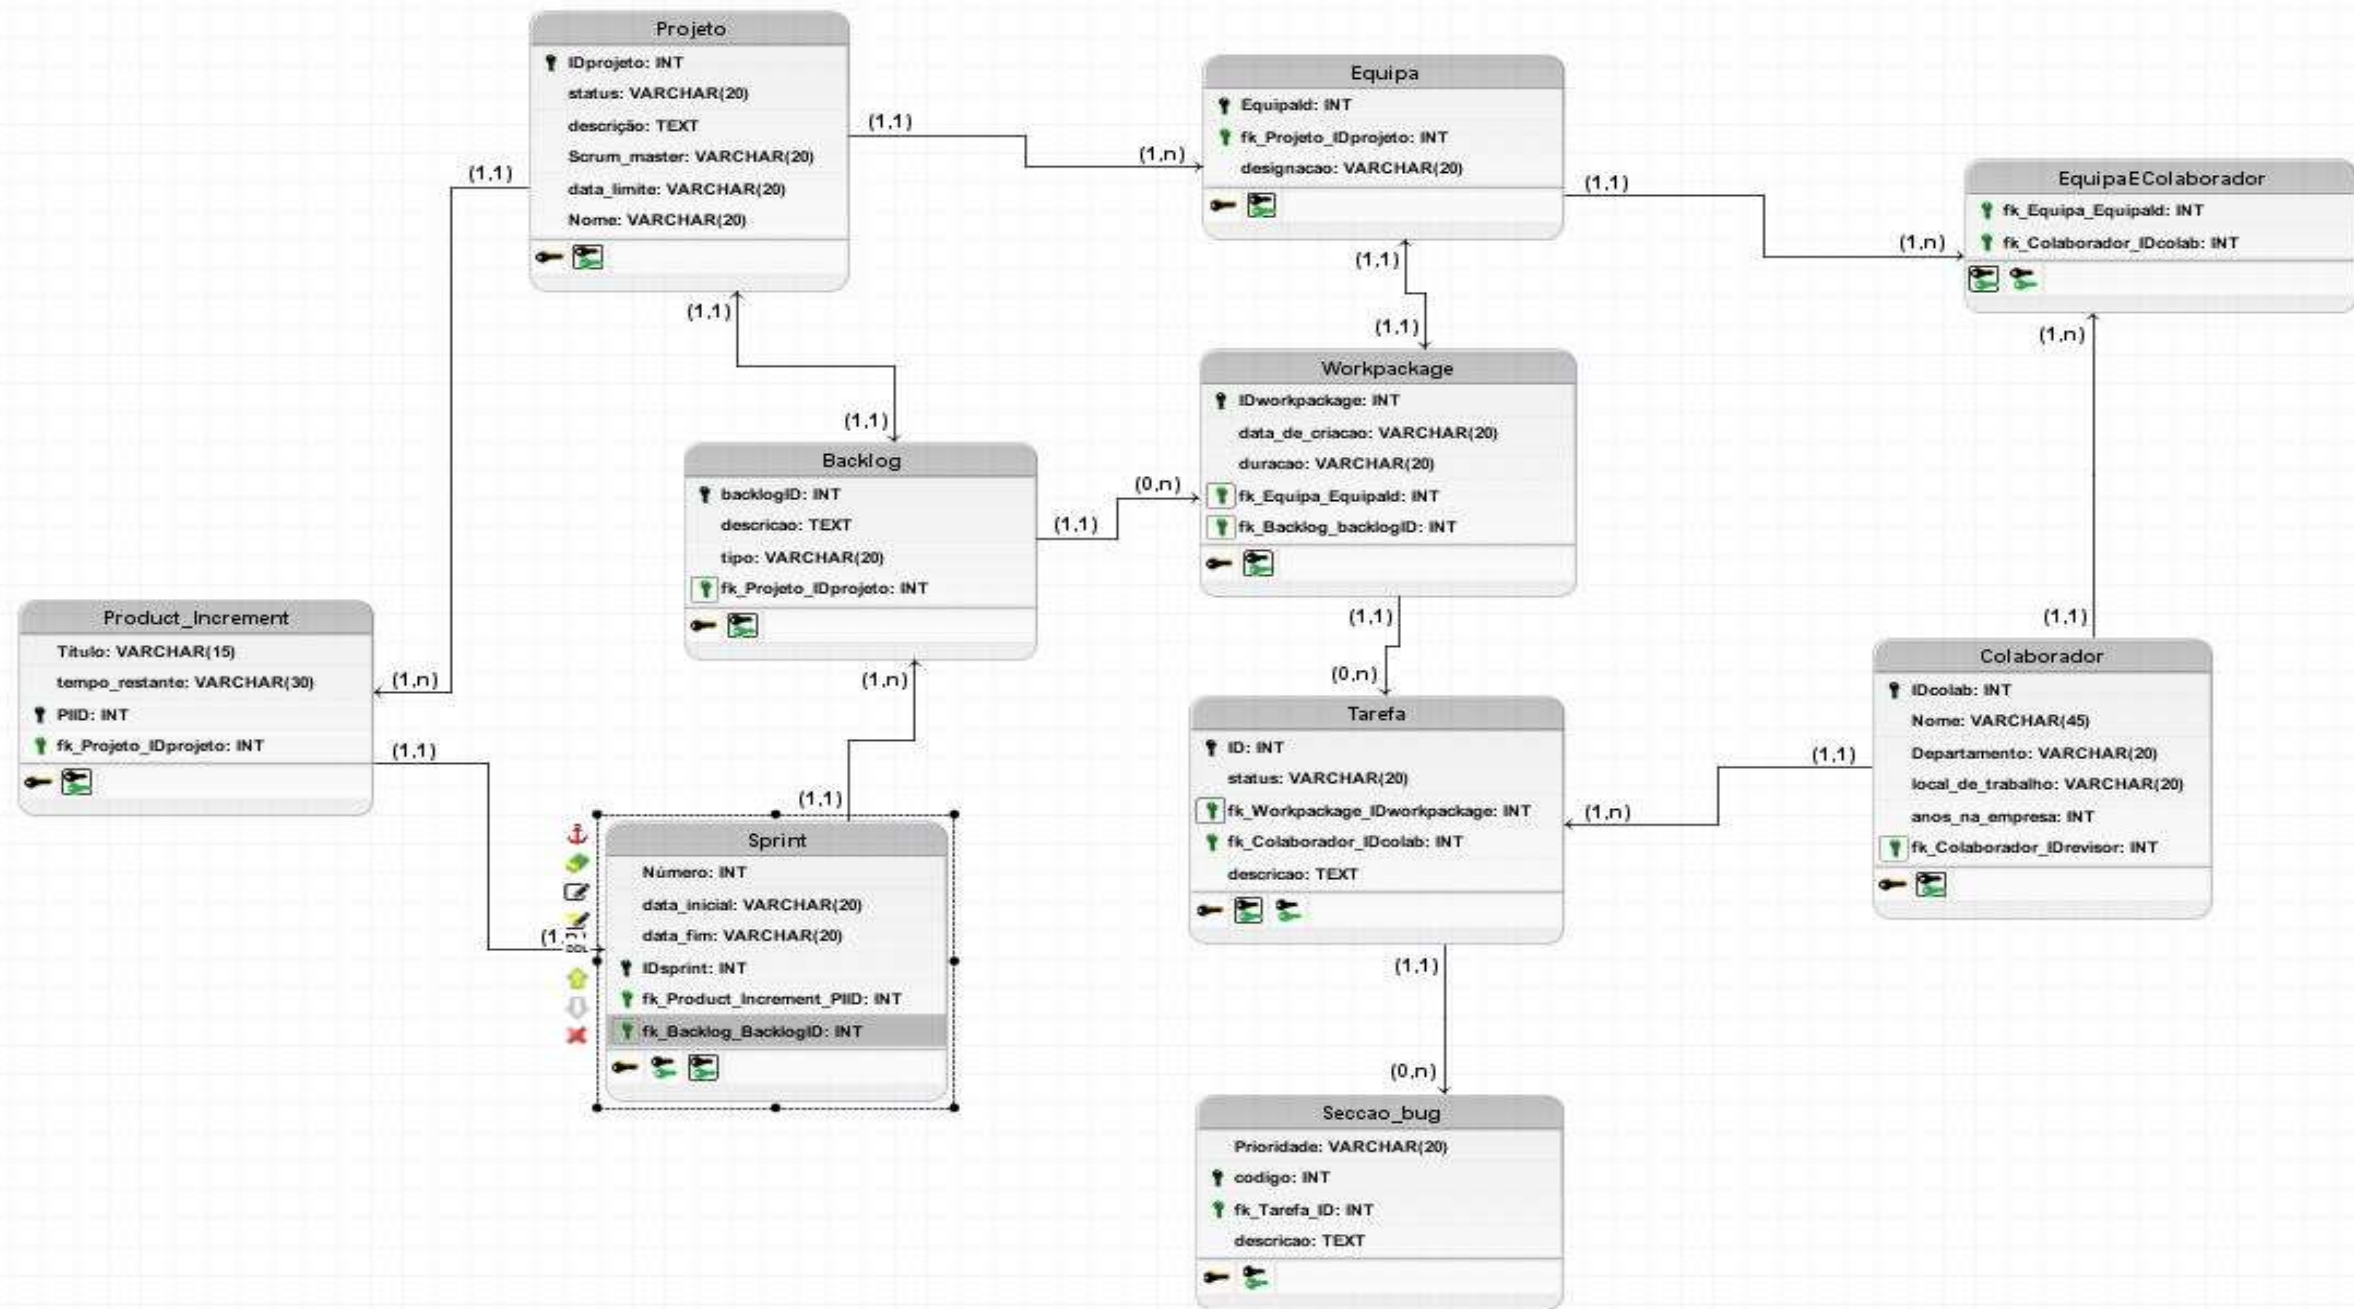 Projeto
IDprojeto: INT
status: VARCHAR(20)
descrição: TEXT
Scrum_master: VARCHAR(20)
data_limite: VARCHAR(20)
Nome: VARCHAR(20)
(1,1)
(1,n)
(1,1)
(1,n)
(1,1)
(1,1)
Equipa
EquipaId: INT
fk_Projeto_IDprojeto: INT
designacao: VARCHAR(20)
(1,1)
(1,n)
(1,1)
(1,1)
EquipaEColaborador
fk_Equipa_EquipaId: INT
fk_Colaborador_IDcolab: INT
(1,n)
(1,1)
Workpackage
IDworkpackage: INT
data_de_criacao: VARCHAR(20)
duracao: VARCHAR(20)
fk_Equipa_EquipaId: INT
fk_Backlog_backlogID: INT
(1,1)
(0,n)
Backlog
backlogID: INT
descricao: TEXT
tipo: VARCHAR(20)
fk_Projeto_IDprojeto: INT
(1,1)
(0,n)
(1,n)
(1,1)
Product_Increment
Título: VARCHAR(15)
tempo_restante: VARCHAR(30)
PIID: INT
fk_Projeto_IDprojeto: INT
(1,1)
Sprint
Número: INT
data_inicial: VARCHAR(20)
data_fim: VARCHAR(20)
IDsprint: INT
fk_Product_Increment_PIID: INT
fk_Backlog_BacklogID: INT
Tarefa
ID: INT
status: VARCHAR(20)
fk_Workpackage_IDworkpackage: INT
fk_Colaborador_IDcolab: INT
descricao: TEXT
(1,n)
(1,1)
Colaborador
IDcolab: INT
Nome: VARCHAR(45)
Departamento: VARCHAR(20)
local_de_trabalho: VARCHAR(20)
anos_na_empresa: INT
fk_Colaborador_IDrevisor: INT
(1,1)
(0,n)
Seccao_bug
Prioridade: VARCHAR(20)
codigo: INT
fk_Tarefa_ID: INT
descricao: TEXT